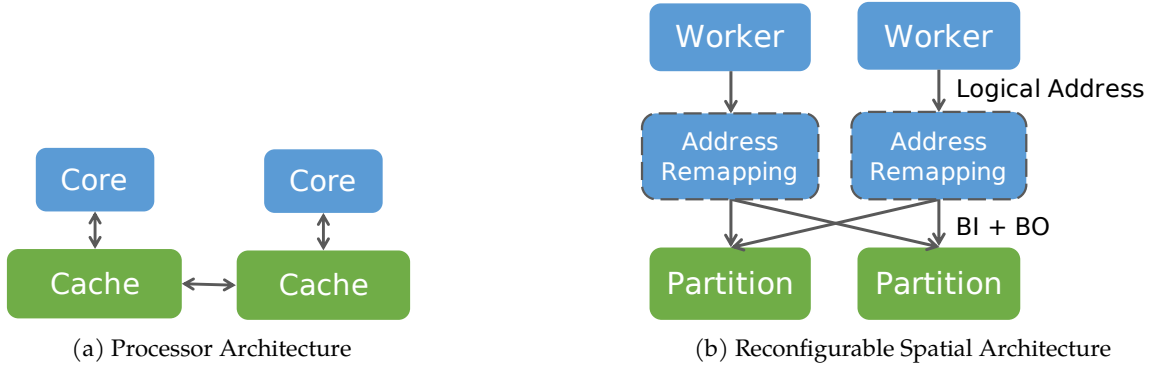 Core
Core
Cache
Cache
(a) Processor Architecture
Worker
Worker
Logical Address
Address
Remapping
Address
Remapping
BI + BO
Partition
Partition
(b) Reconfigurable Spatial Architecture